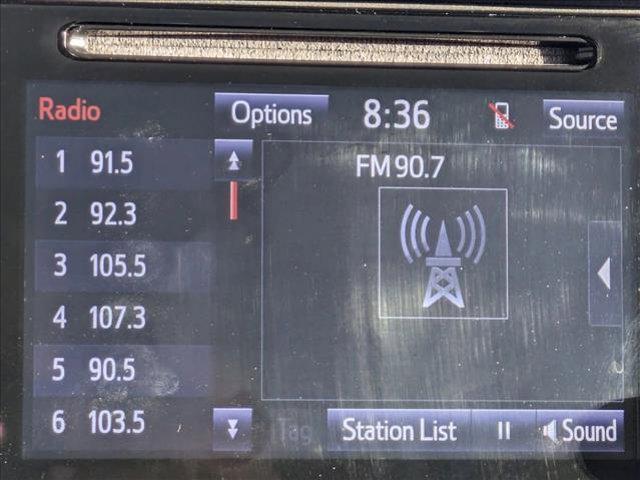 Radio Options 8:36 Source
1 91.5
2 92.3
3 105.5
4 107.3
5 90.5
6 103.5
FM 90.7
Tag Station List Sound